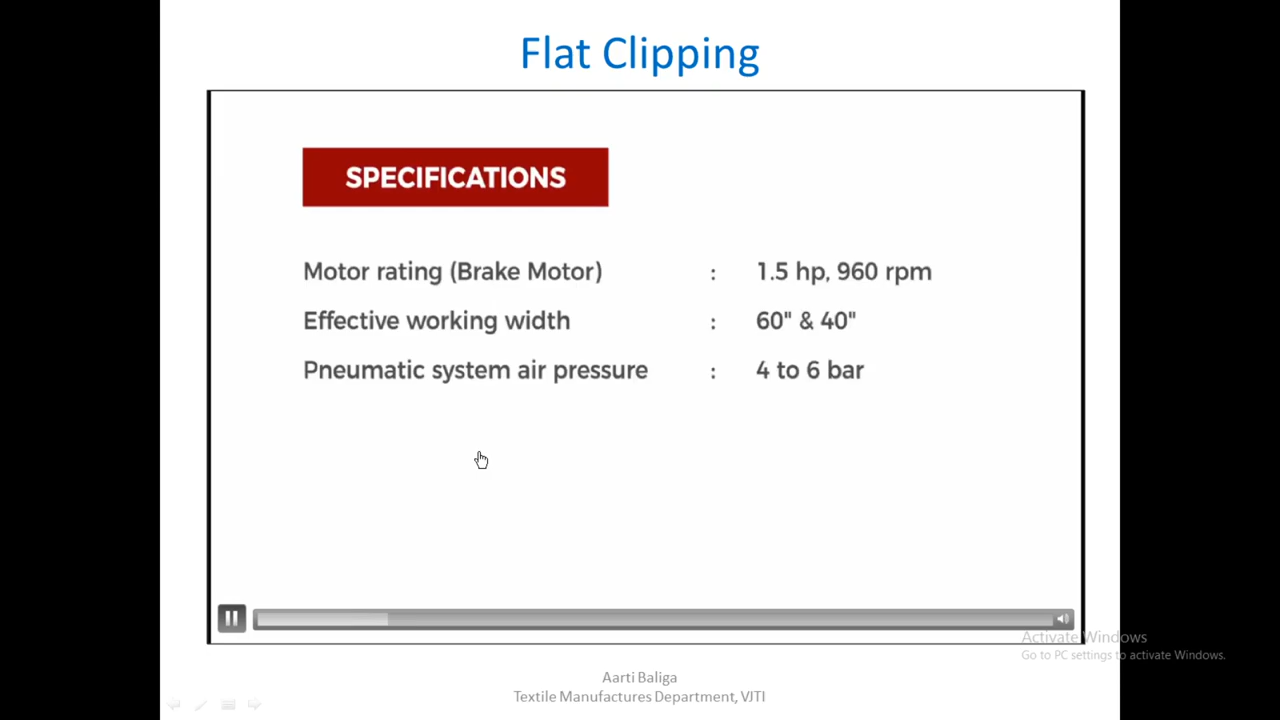 Flat Clipping
SPECIFICATIONS
Motor rating (Brake Motor) : 1.5 hp, 960 rpm
Effective working width : 60" & 40"
Pneumatic system air pressure : 4 to 6 bar
Activate Windows
Go to PC settings to activate Windows.
Aarti Baliga
Textile Manufactures Department, VJTI